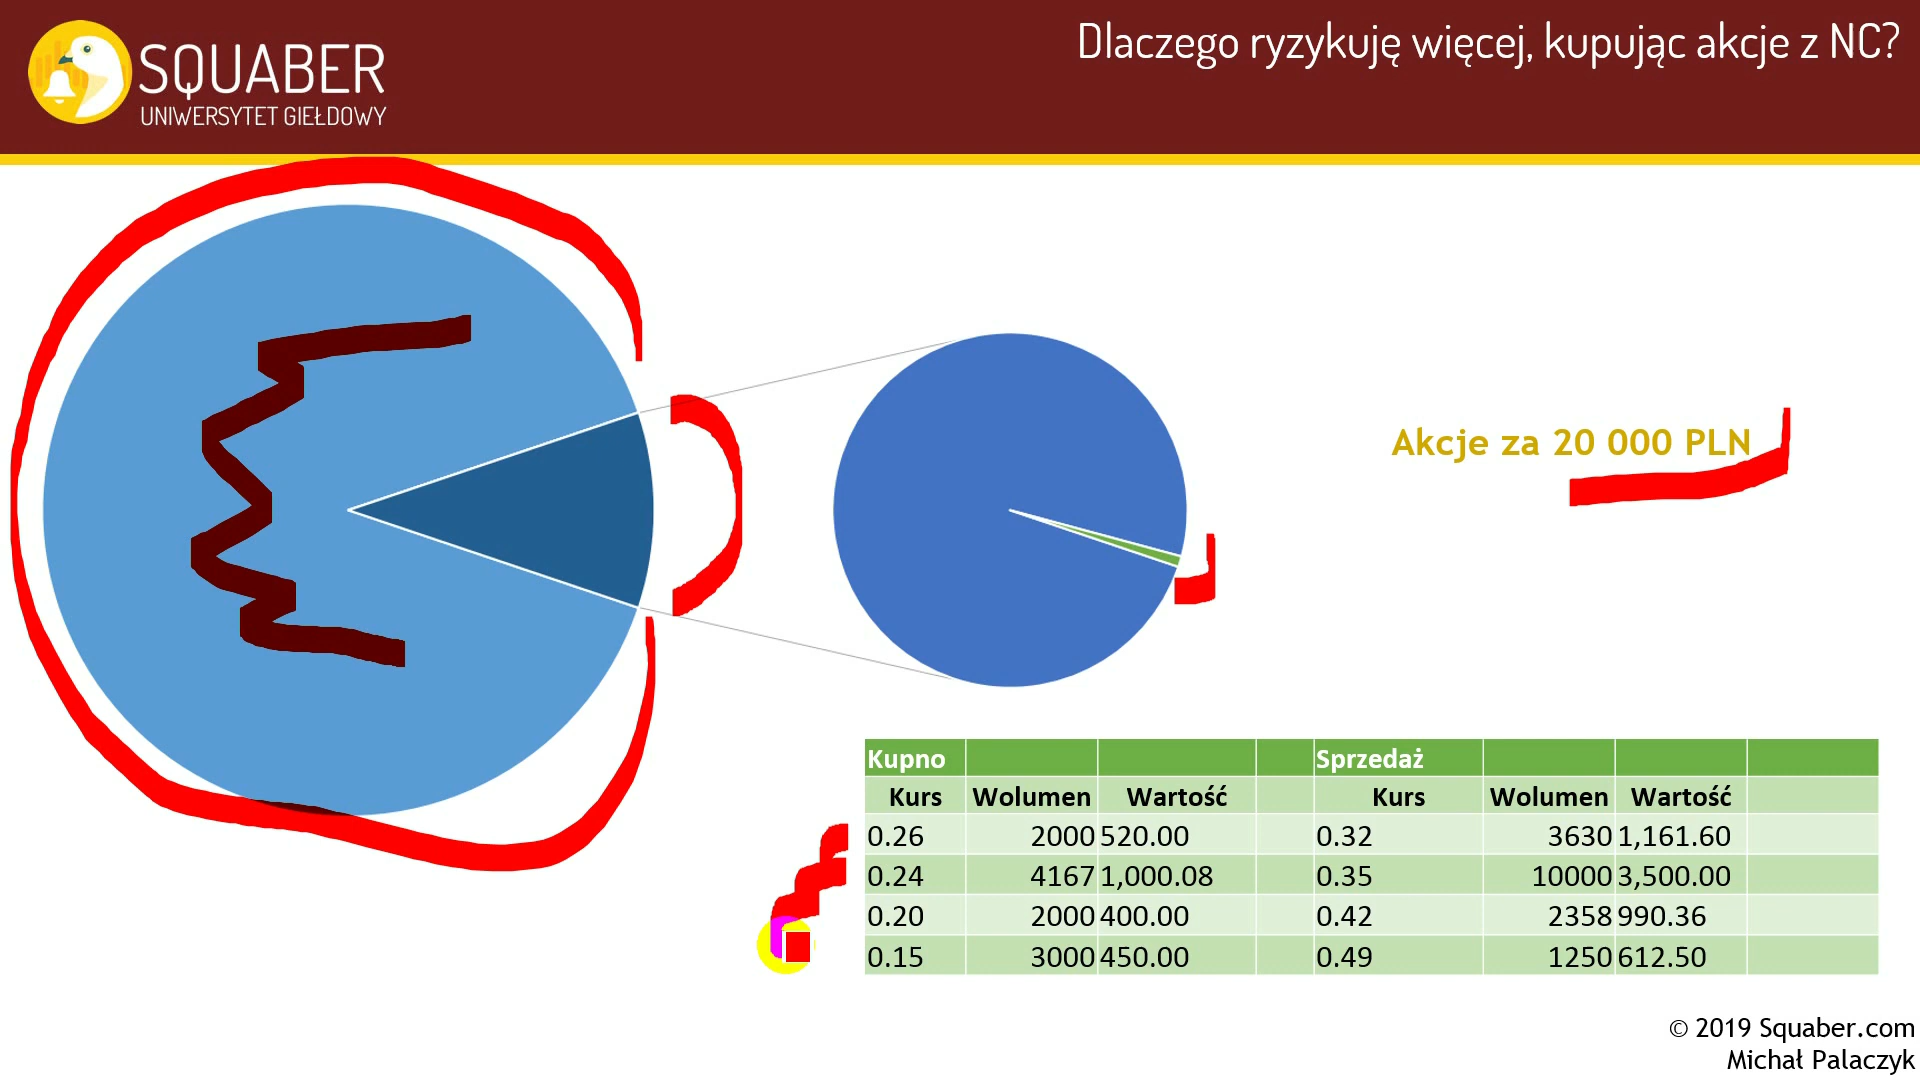 SQUABER
UNIWERSYTET GIEŁDOWY
Dlaczego ryzykuję więcej, kupując akcje z NC?
Akcje za 20 000 PLN
Kupno Sprzedaż
Kurs Wolumen Wartość Kurs Wolumen Wartość
0.26 2000 520.00 0.32 3630 1,161.60
0.24 4167 1,000.08 0.35 10000 3,500.00
0.20 2000 400.00 0.42 2358 990.36
0.15 3000 450.00 0.49 1250 612.50
© 2019 Squaber.com
Michał Palaczyk